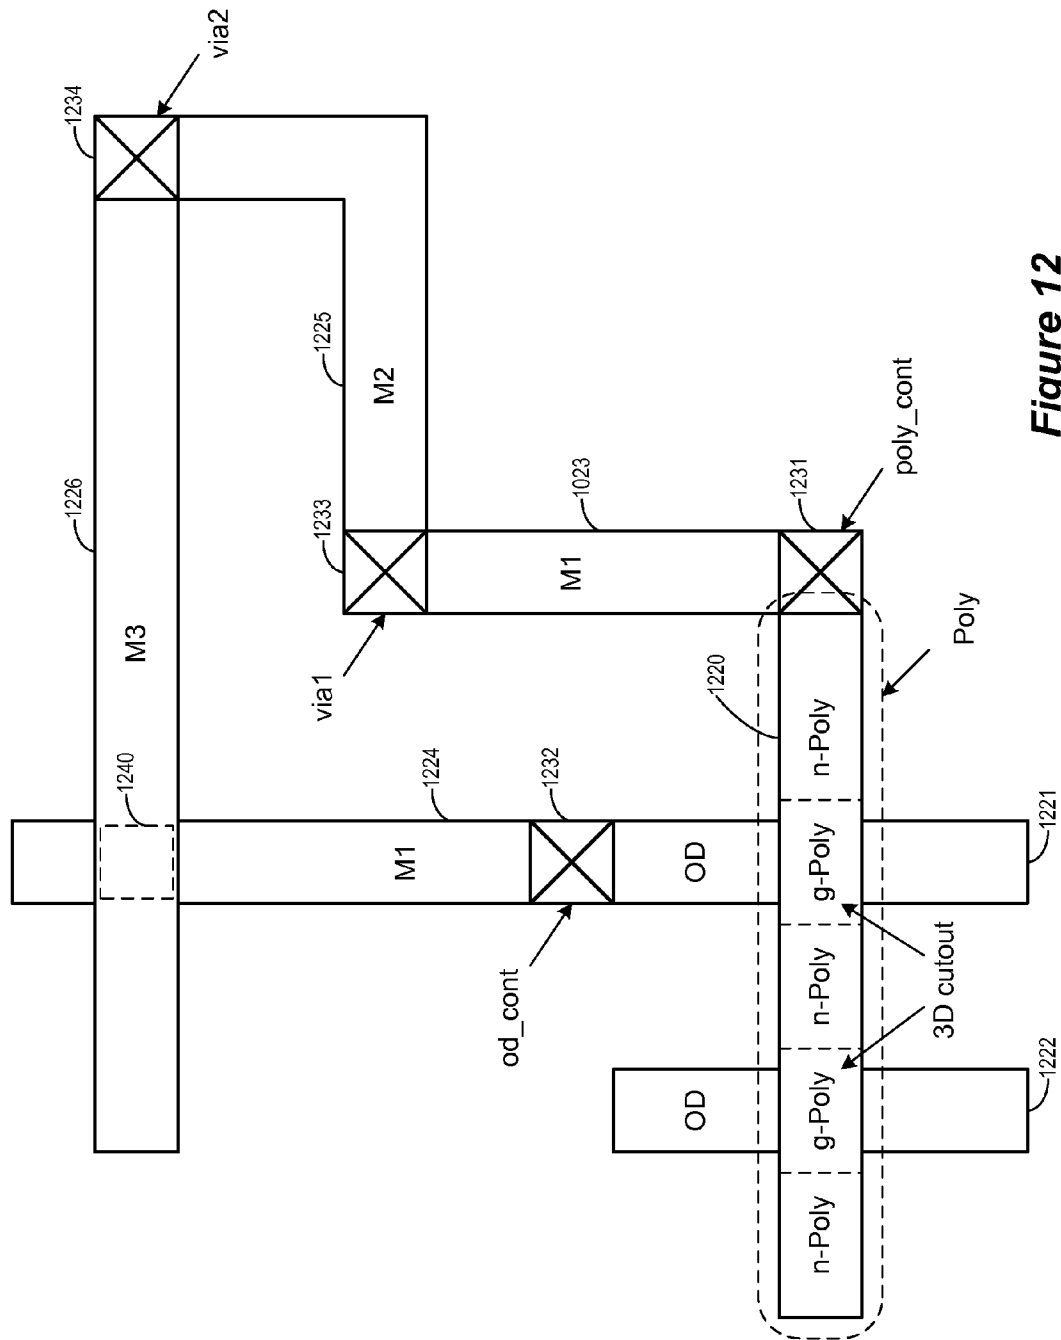 via2
1234
1226
M3
1225
M2
1240
1233
via1
1023
M1
1224
M1
1232
od_cont
1231
poly_cont
1220
Poly
OD
OD
n-Poly
g-Poly
n-Poly
g-Poly
n-Poly
3D cutout
1221
1222
Figure 12